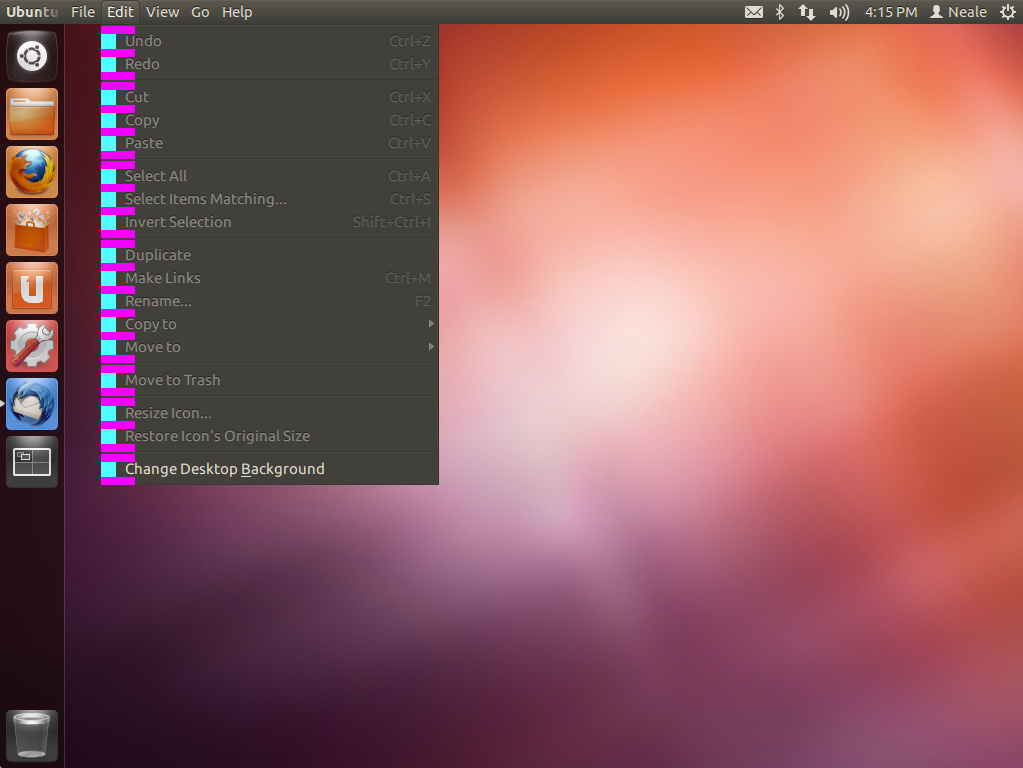 Ubuntu File Edit View Go Help 4:15 PM Neale
Undo Ctrl+Z
Redo Ctrl+Y
Cut Ctrl+X
Copy Ctrl+C
Paste Ctrl+V
Select All Ctrl+A
Select Items Matching... Ctrl+S
Invert Selection Shift+Ctrl+I
Duplicate
Make Links Ctrl+M
Rename... F2
Copy to
Move to
Move to Trash
Resize Icon...
Restore Icon's Original Size
Change Desktop Background